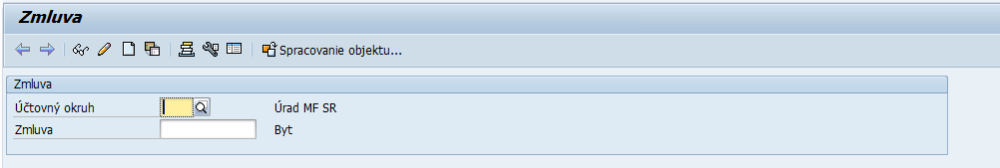 Zmluva
Spracovanie objektu...
Zmluva
Účtovný okruh Úrad MF SR
Zmluva Byt